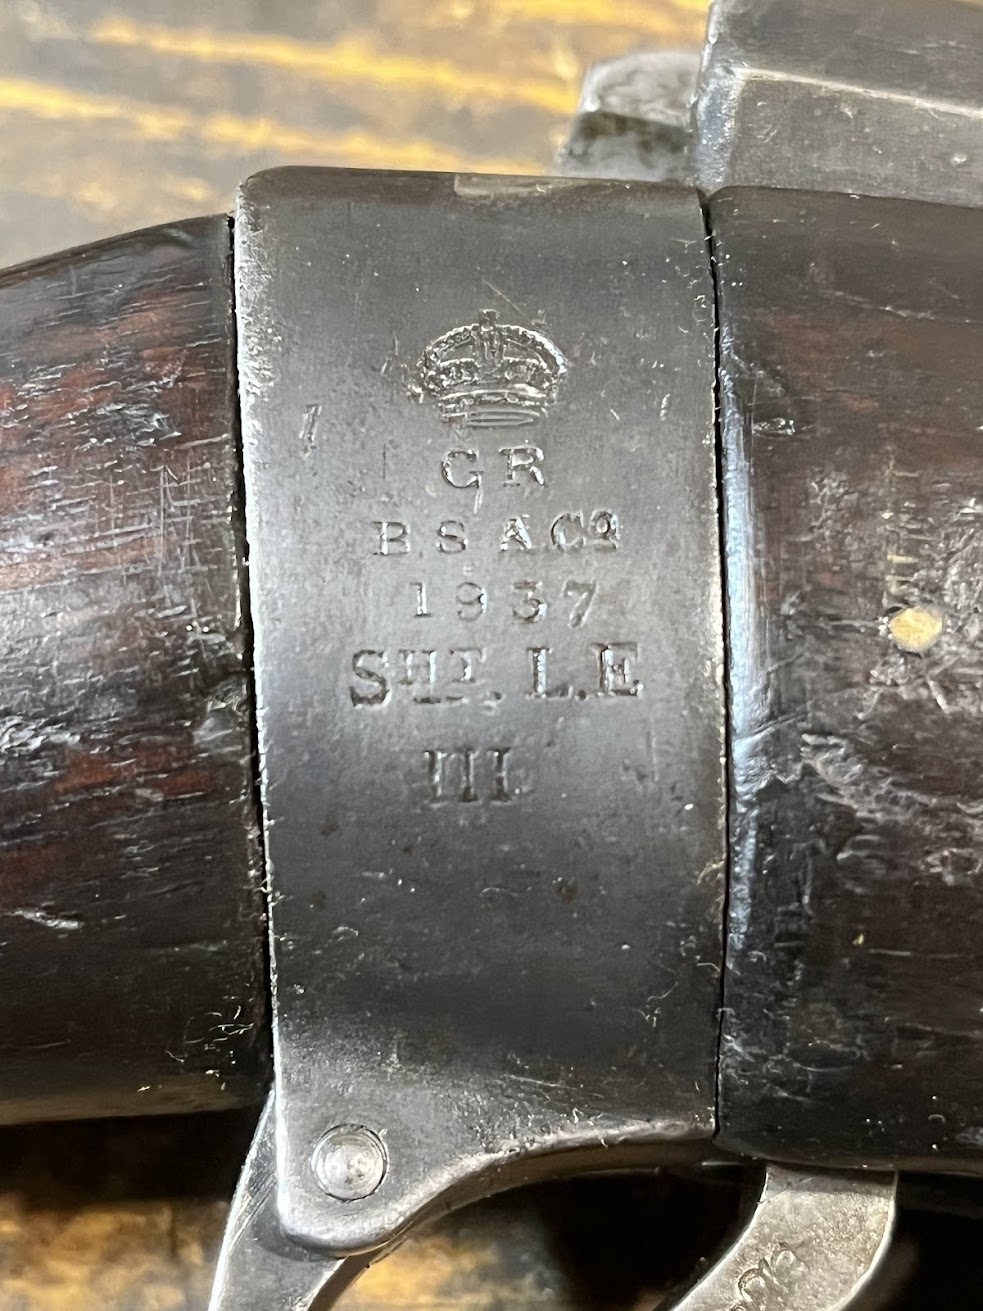 GR
B.S.A.Co
1937
SHT. L.E
III.